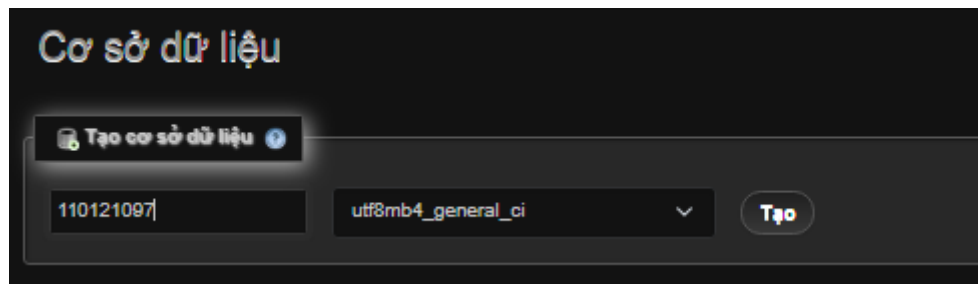 Cơ sở dữ liệu
Tạo cơ sở dữ liệu
110121097 utf8mb4_general_ci Tạo